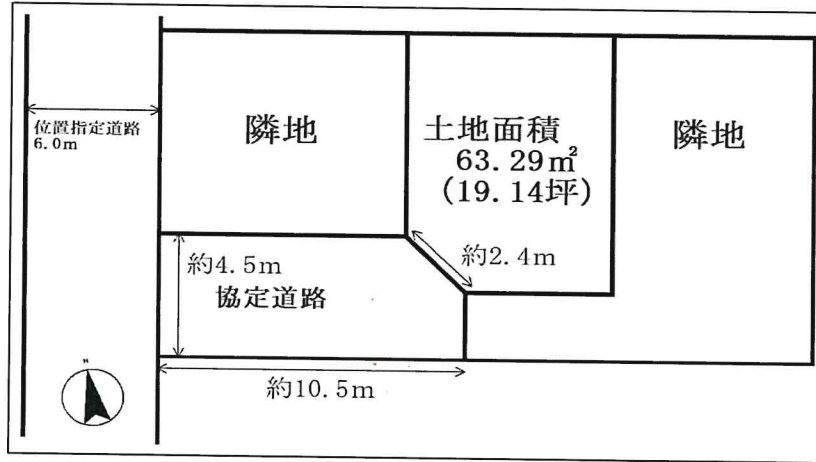 位置指定道路
6.0m
隣地
土地面積
63.29㎡
(19.14坪)
隣地
約4.5m
協定道路
約2.4m
約10.5m
N